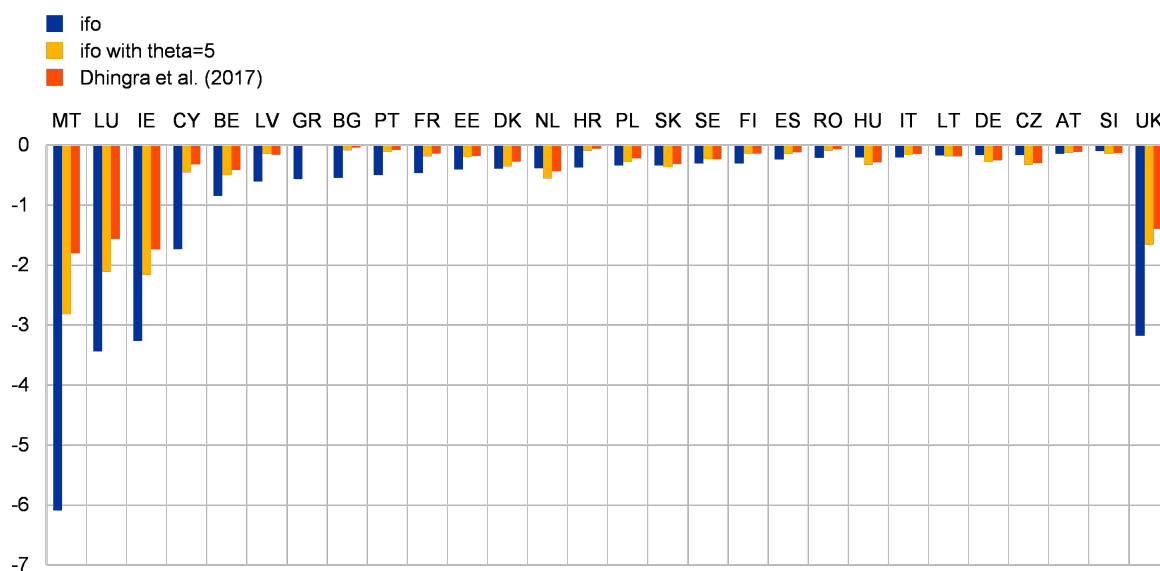 ifo
ifo with theta=5
Dhingra et al. (2017)
MT LU IE CY BE LV GR BG PT FR EE DK NL HR PL SK SE FI ES RO HU IT LT DE CZ AT SI UK
0
-1
-2
-3
-4
-5
-6
-7